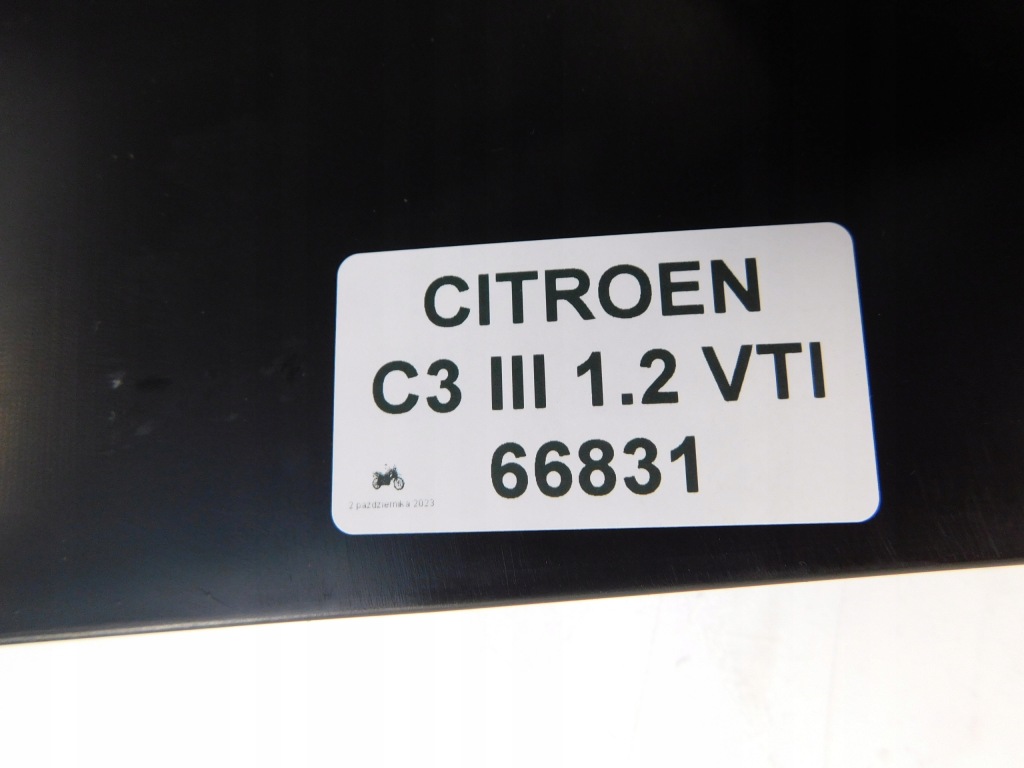 CITROEN
C3 III 1.2 VTI
66831
2 października 2023